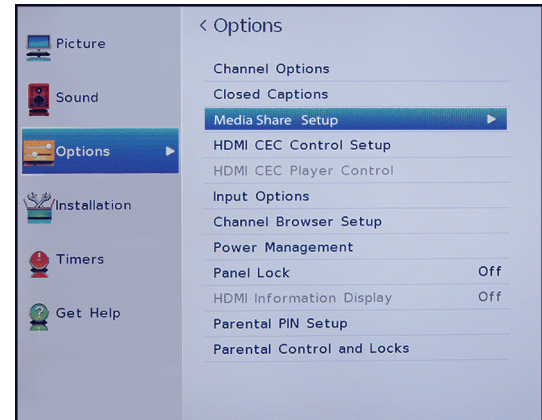 Picture
Sound
Options
Installation
Timers
Get Help
< Options
Channel Options
Closed Captions
Media Share Setup
HDMI CEC Control Setup
HDMI CEC Player Control
Input Options
Channel Browser Setup
Power Management
Panel Lock Off
HDMI Information Display Off
Parental PIN Setup
Parental Control and Locks